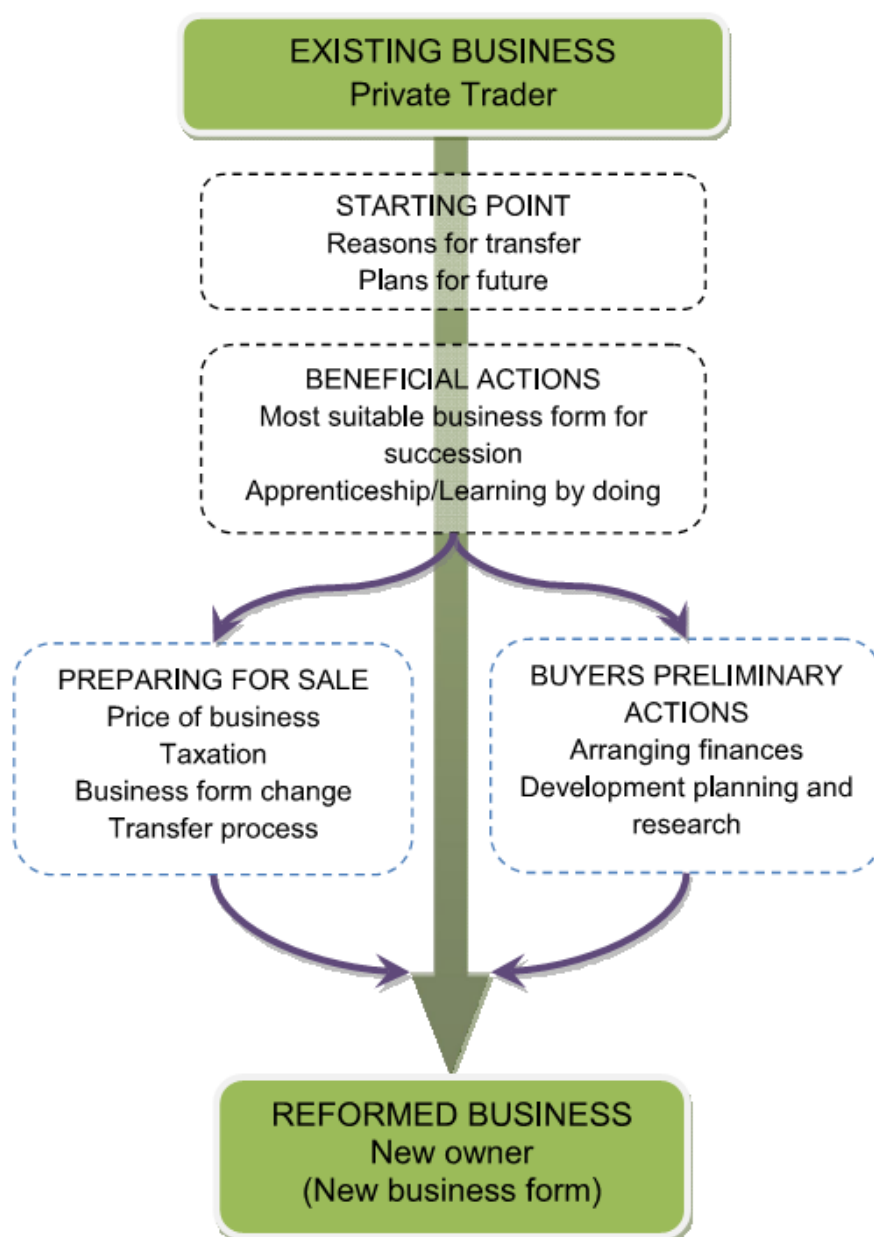 EXISTING BUSINESS
Private Trader
STARTING POINT
Reasons for transfer
Plans for future
BENEFICIAL ACTIONS
Most suitable business form for
succession
Apprenticeship/Learning by doing
PREPARING FOR SALE
Price of business
Taxation
Business form change
Transfer process
BUYERS PRELIMINARY
ACTIONS
Arranging finances
Development planning and
research
REFORMED BUSINESS
New owner
(New business form)